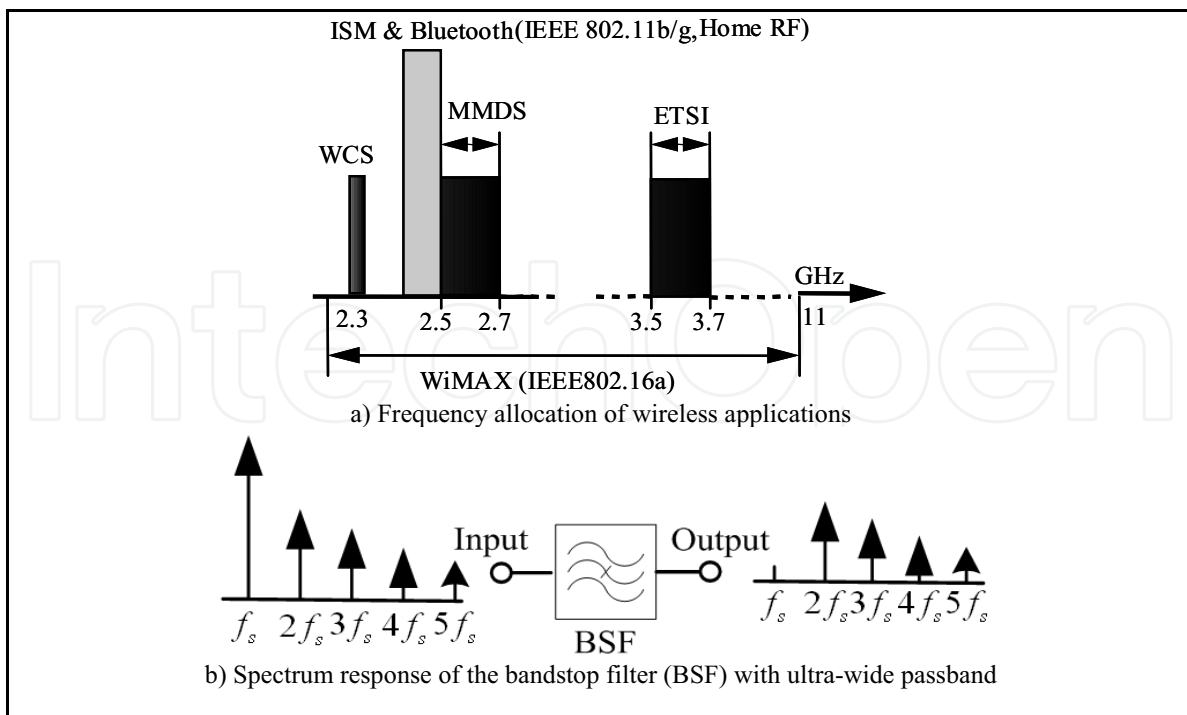 ISM & Bluetooth(IEEE 802.11b/g,Home RF)
MMDS
ETSI
WCS
GHz
2.3
2.5
2.7
3.5
3.7
11
WiMAX (IEEE802.16a)
a) Frequency allocation of wireless applications
Input
Output
fs 2fs 3fs 4fs 5fs
fs 2fs 3fs 4fs 5fs
BSF
b) Spectrum response of the bandstop filter (BSF) with ultra-wide passband
IntechOpen